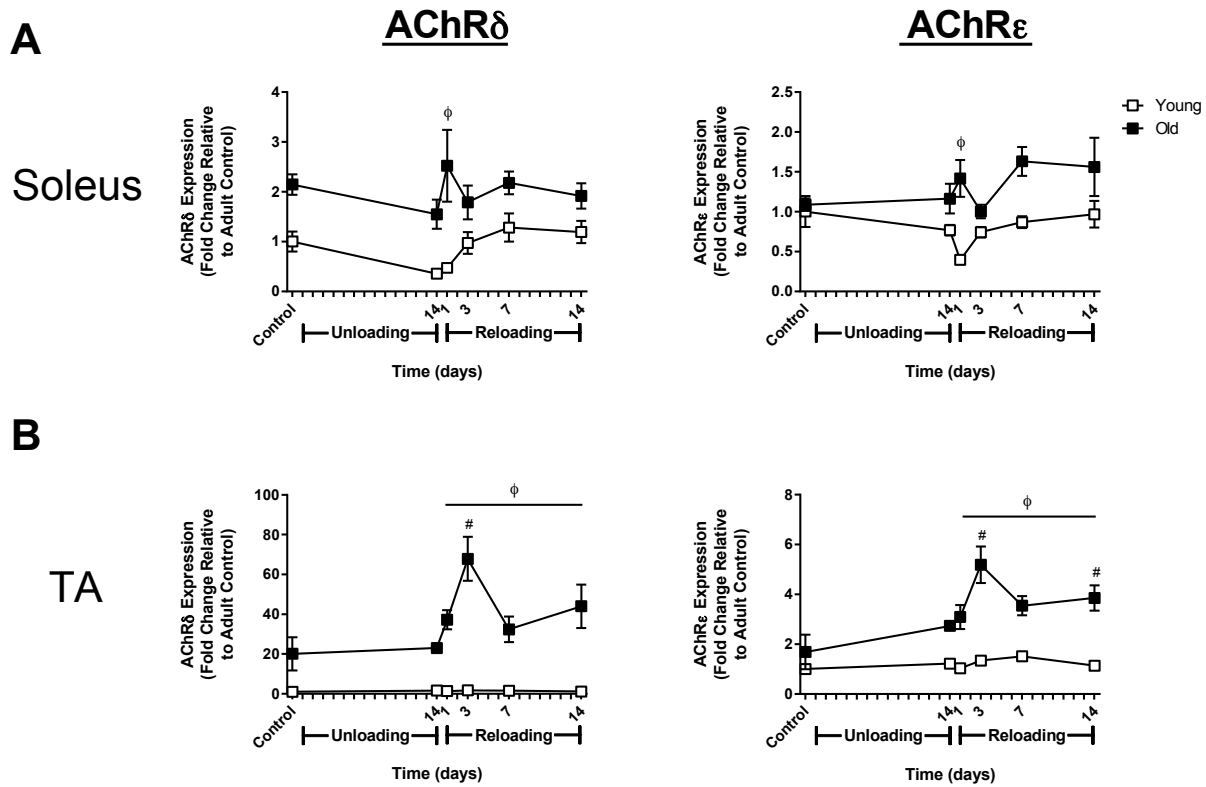 A
AChRδ
AChRε
Soleus
AChRδ Expression
(Fold Change Relative
to Adult Control)
4
3
2
1
0
ϕ
Control
14
1
3
7
14
Unloading
Reloading
Time (days)
AChRε Expression
(Fold Change Relative
to Adult Control)
2.5
2.0
1.5
1.0
0.5
0.0
ϕ
Control
14
1
3
7
14
Unloading
Reloading
Time (days)
Young
Old
B
TA
AChRδ Expression
(Fold Change Relative
to Adult Control)
100
80
60
40
20
0
ϕ
#
Control
14
1
3
7
14
Unloading
Reloading
Time (days)
AChRε Expression
(Fold Change Relative
to Adult Control)
8
6
4
2
0
ϕ
#
#
Control
14
1
3
7
14
Unloading
Reloading
Time (days)